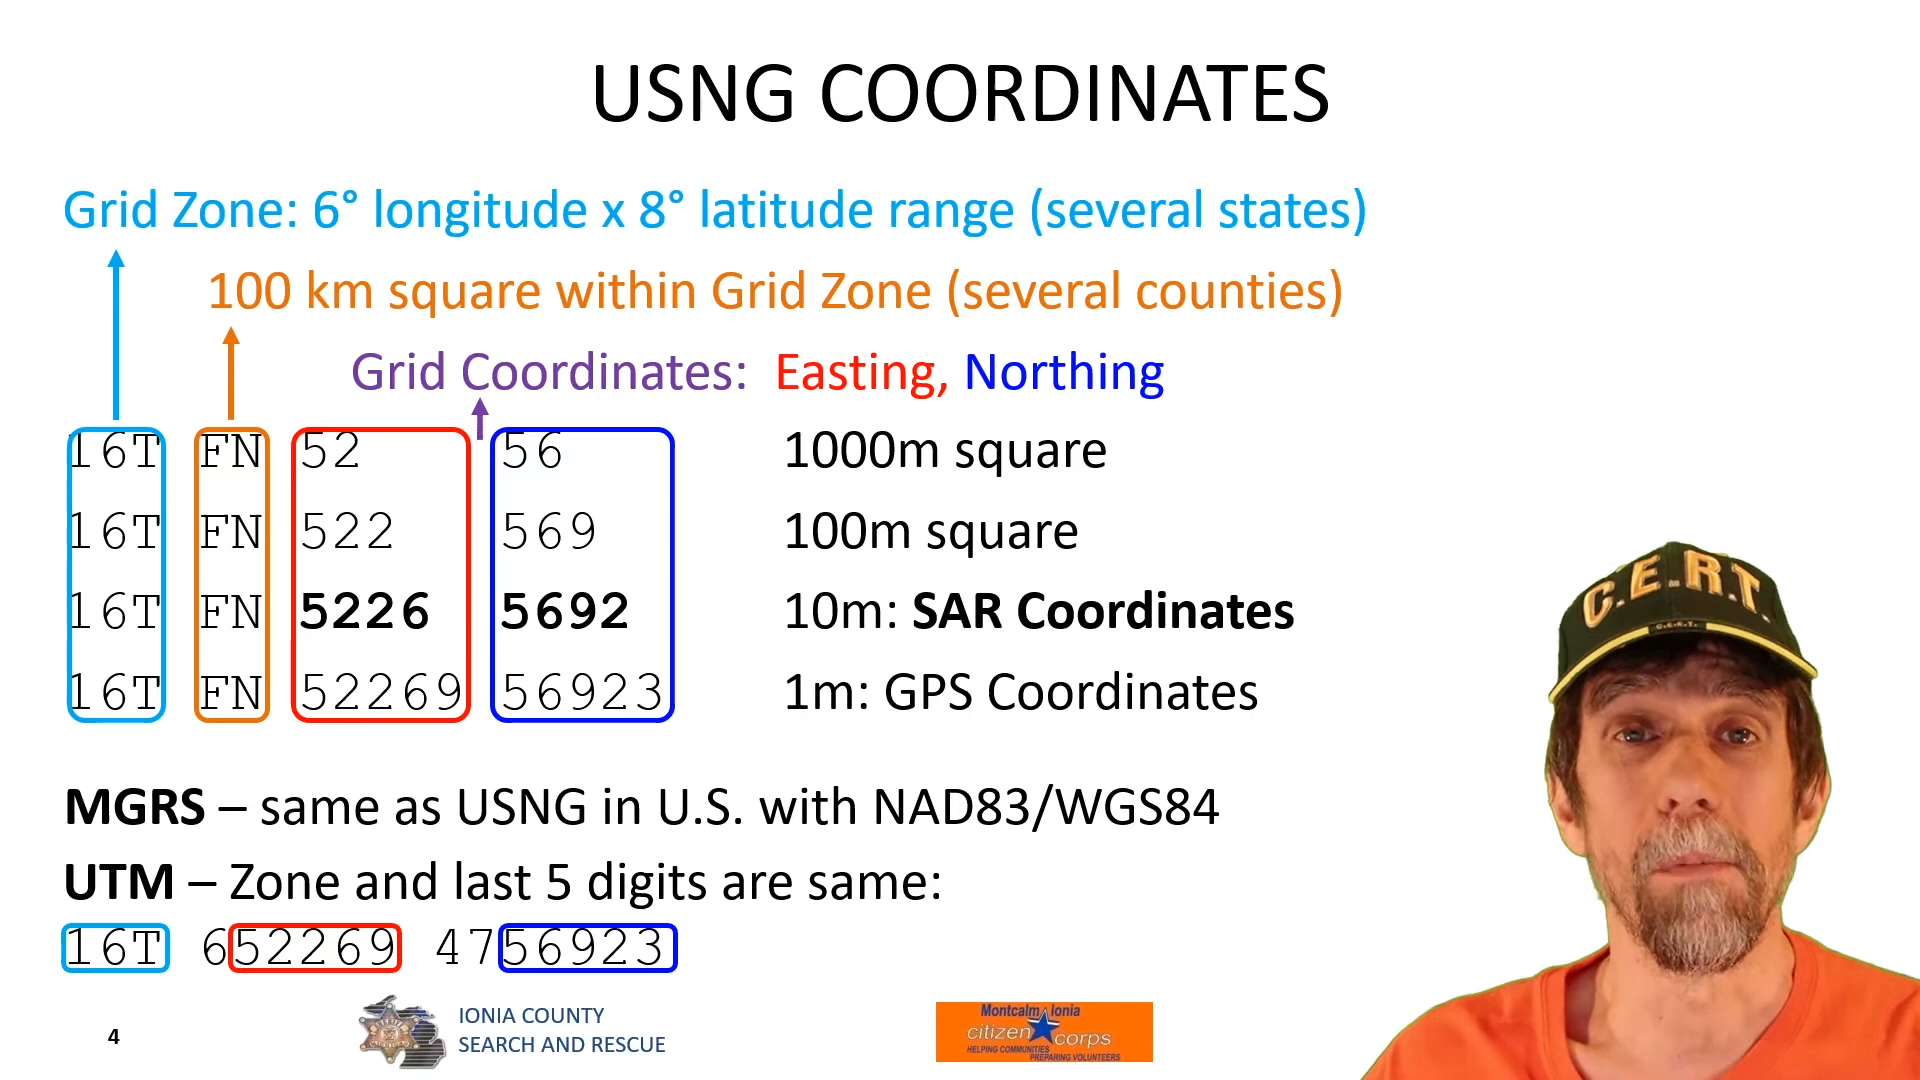 USNG COORDINATES
Grid Zone: 6° longitude x 8° latitude range (several states)
100 km square within Grid Zone (several counties)
Grid Coordinates: Easting, Northing
16T FN 52 56 1000m square
16T FN 522 569 100m square
16T FN 5226 5692 10m: SAR Coordinates
16T FN 52269 56923 1m: GPS Coordinates
MGRS – same as USNG in U.S. with NAD83/WGS84
UTM – Zone and last 5 digits are same:
16T 652269 4756923
4
IONIA COUNTY
SEARCH AND RESCUE
Montcalm Ionia
citizen corps
HELPING COMMUNITIES
PREPARING VOLUNTEERS
C.E.R.T.
C.E.R.T.